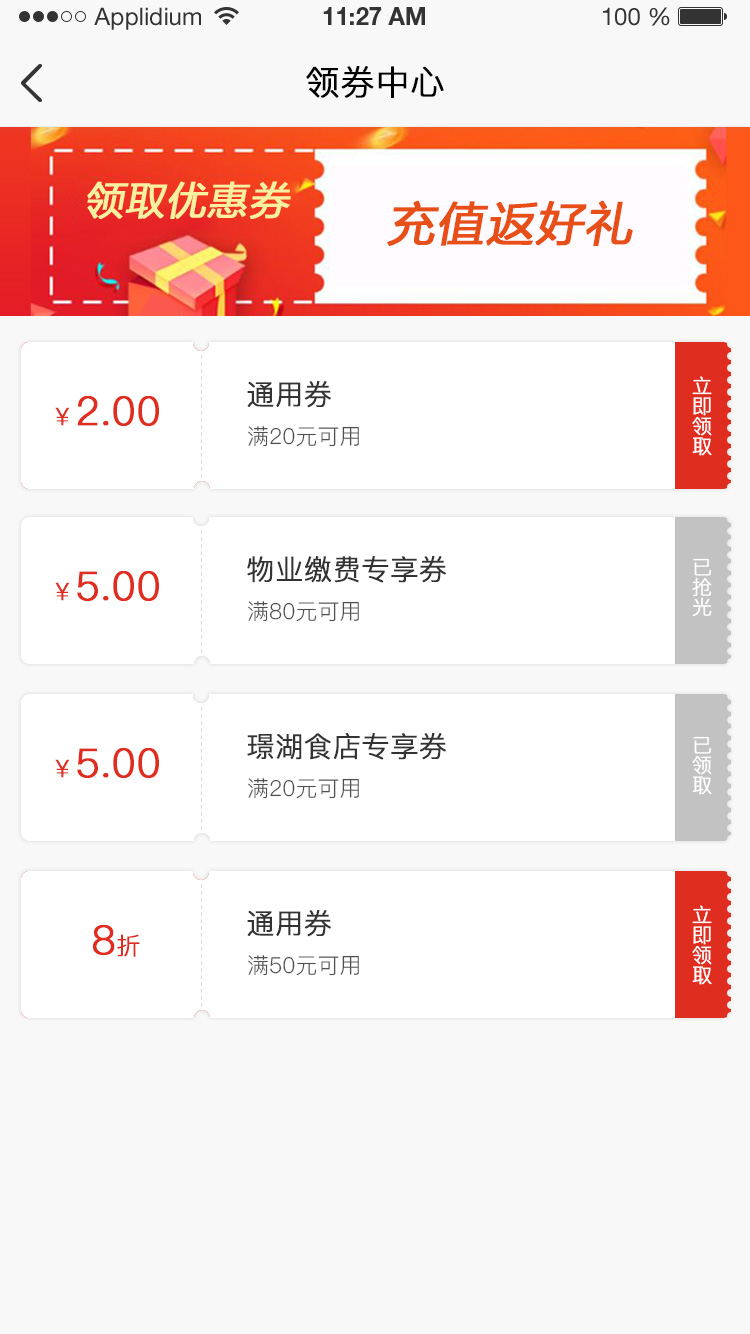 Applidium 11:27 AM 100 %
领券中心
领取优惠券
充值返好礼
¥2.00
通用券
满20元可用
立即领取
¥5.00
物业缴费专享券
满80元可用
已抢光
¥5.00
璟湖食店专享券
满20元可用
已领取
8折
通用券
满50元可用
立即领取